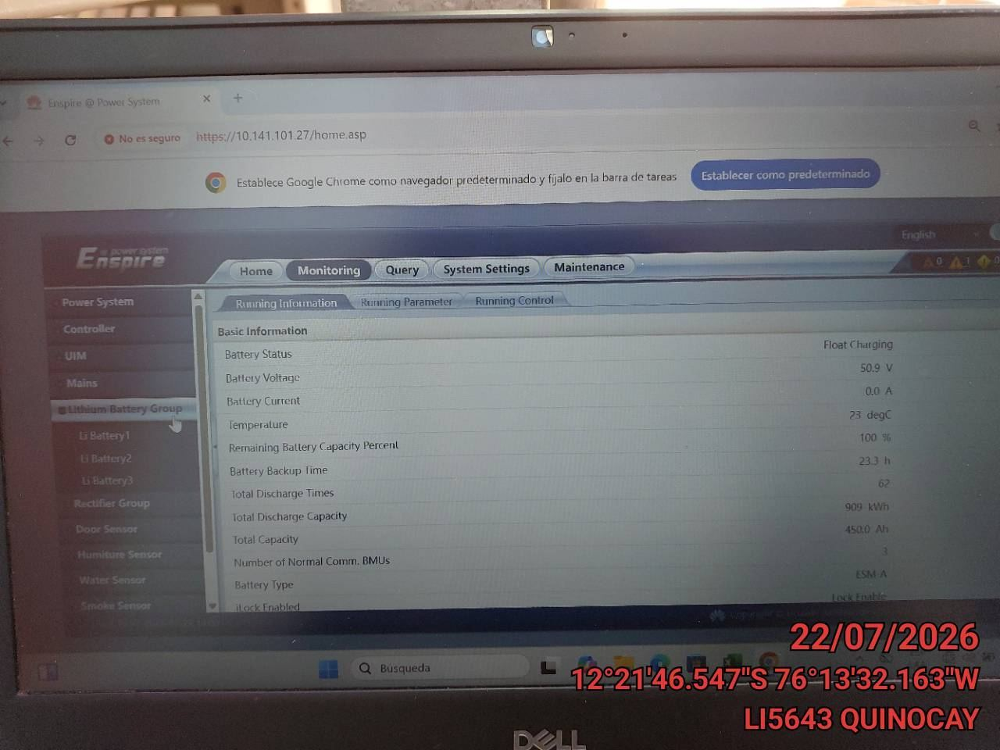 Enspire @ Power System
No es seguro https://10.141.101.27/home.asp
Establece Google Chrome como navegador predeterminado y fíjalo en la barra de tareas Establecer como predeterminado
English
power system
Enspire
Home Monitoring Query System Settings Maintenance
0 1
Running Information Running Parameter Running Control
Power System
Controller
UIM
Mains
Lithium Battery Group
Li Battery1
Li Battery2
Li Battery3
Rectifier Group
Door Sensor
Humiture Sensor
Water Sensor
Smoke Sensor
Basic Information
Battery Status Float Charging
Battery Voltage 50.9 V
Battery Current 0.0 A
Temperature 23 degC
Remaining Battery Capacity Percent 100 %
Battery Backup Time 23.3 h
Total Discharge Times 62
Total Discharge Capacity 909 kWh
Total Capacity 450.0 Ah
Number of Normal Comm. BMUs 3
Battery Type ESM A
iLock Enabled Lock Enable
Búsqueda
22/07/2026
12°21'46.547"S 76°13'32.163"W
LI5643 QUINOCAY
DELL